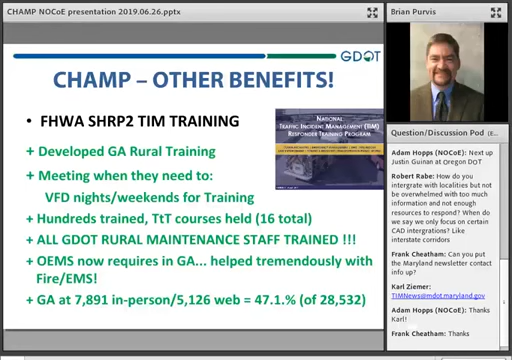 CHAMP NOCoE presentation 2019.06.26.pptx
GDOT
CHAMP – OTHER BENEFITS!
• FHWA SHRP2 TIM TRAINING
NATIONAL
TRAFFIC INCIDENT MANAGEMENT (TIM)
RESPONDER TRAINING PROGRAM
+ Developed GA Rural Training
+ Meeting when they need to:
VFD nights/weekends for Training
+ Hundreds trained, TtT courses held (16 total)
+ ALL GDOT RURAL MAINTENANCE STAFF TRAINED !!!
+ OEMS now requires in GA... helped tremendously with
Fire/EMS!
+ GA at 7,891 in-person/5,126 web = 47.1.% (of 28,532)
Brian Purvis
Question/Discussion Pod (E...
Adam Hopps (NOCoE): Next up
Justin Guinan at Oregon DOT
Robert Rabe: How do you
intergrate with localities but not
be overwhelmed with too much
information and not enough
resources to respond? When do
we say we only focus on certain
CAD intergrations? Like
interstate corridors
Frank Cheatham: Can you put
the Maryland newsletter contact
info up?
Karl Ziemer:
TIMNews@mdot.maryland.gov
Adam Hopps (NOCoE): Thanks
Karl!
Frank Cheatham: Thanks